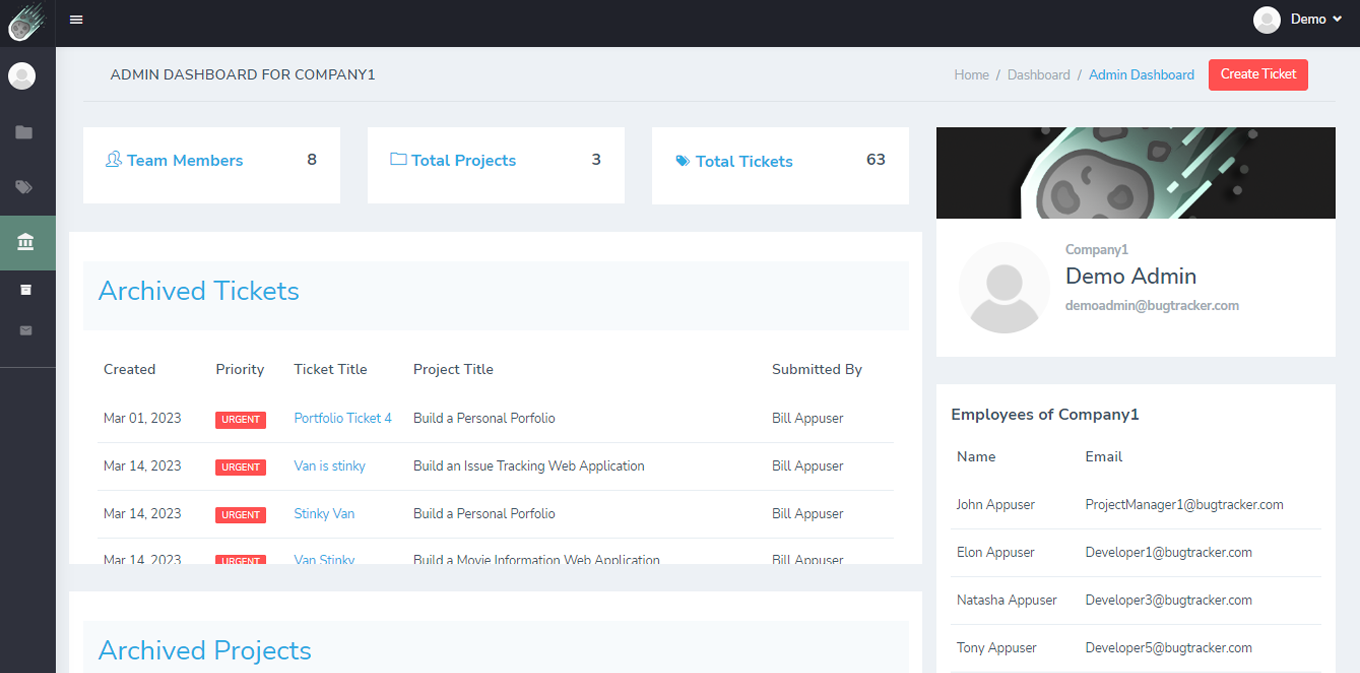 Demo
ADMIN DASHBOARD FOR COMPANY1
Home / Dashboard / Admin Dashboard
Create Ticket
Team Members 8
Total Projects 3
Total Tickets 63
Archived Tickets
Created Priority Ticket Title Project Title Submitted By
Mar 01, 2023 URGENT Portfolio Ticket 4 Build a Personal Porfolio Bill Appuser
Mar 14, 2023 URGENT Van is stinky Build an Issue Tracking Web Application Bill Appuser
Mar 14, 2023 URGENT Stinky Van Build a Personal Porfolio Bill Appuser
Mar 14, 2023 URGENT Van Stinky Build a Movie Information Web Application Bill Appuser
Archived Projects
Company1
Demo Admin
demoadmin@bugtracker.com
Employees of Company1
Name Email
John Appuser ProjectManager1@bugtracker.com
Elon Appuser Developer1@bugtracker.com
Natasha Appuser Developer3@bugtracker.com
Tony Appuser Developer5@bugtracker.com